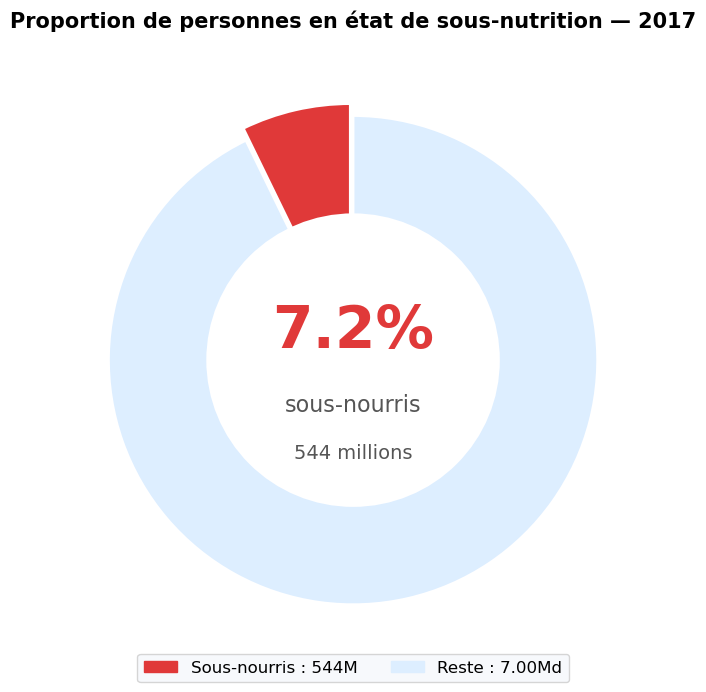 Proportion de personnes en état de sous-nutrition — 2017
7.2%
sous-nourris
544 millions
Sous-nourris : 544M
Reste : 7.00Md